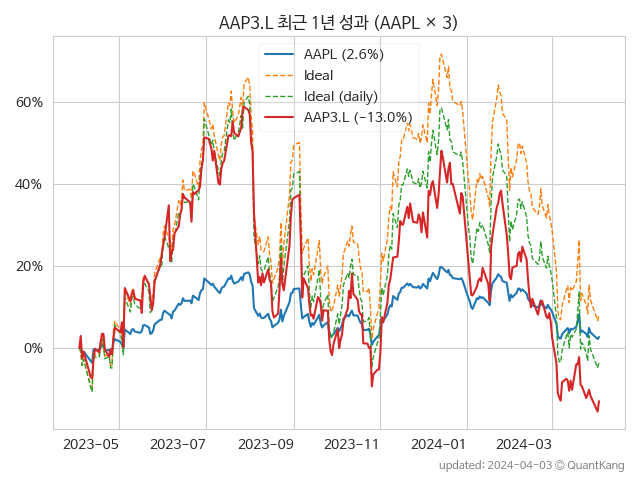 AAP3.L 최근 1년 성과 (AAPL × 3)
AAPL (2.6%)
Ideal
Ideal (daily)
AAP3.L (−13.0%)
60%
40%
20%
0%
2023-05 2023-07 2023-09 2023-11 2024-01 2024-03
updated: 2024-04-03 ⓒ QuantKang